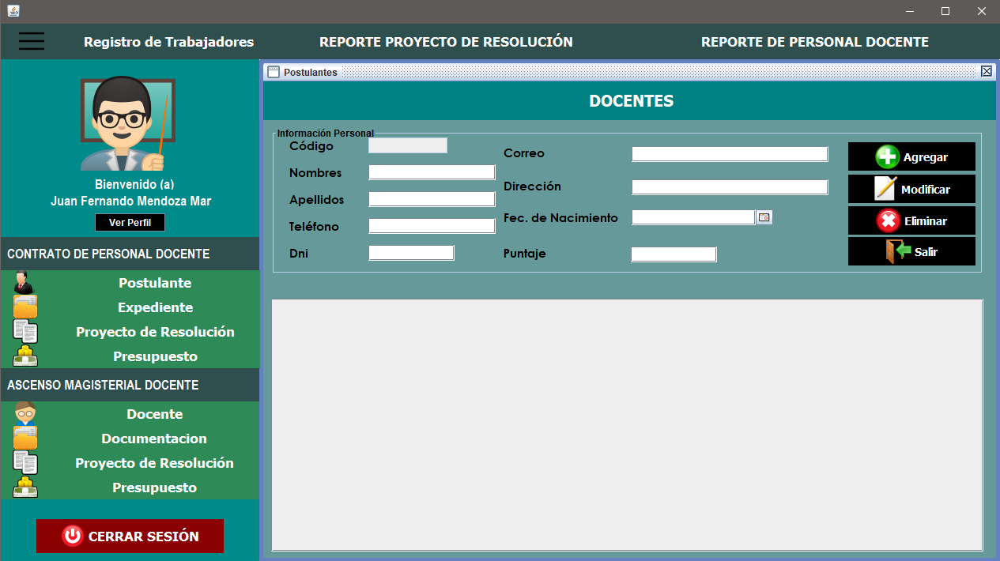 Registro de Trabajadores
REPORTE PROYECTO DE RESOLUCIÓN
REPORTE DE PERSONAL DOCENTE
Bienvenido (a)
Juan Fernando Mendoza Mar
Ver Perfil
CONTRATO DE PERSONAL DOCENTE
Postulante
Expediente
Proyecto de Resolución
Presupuesto
ASCENSO MAGISTERIAL DOCENTE
Docente
Documentacion
Proyecto de Resolución
Presupuesto
CERRAR SESIÓN
Postulantes
DOCENTES
Información Personal
Código
Nombres
Apellidos
Teléfono
Dni
Correo
Dirección
Fec. de Nacimiento
Puntaje
Agregar
Modificar
Eliminar
Salir